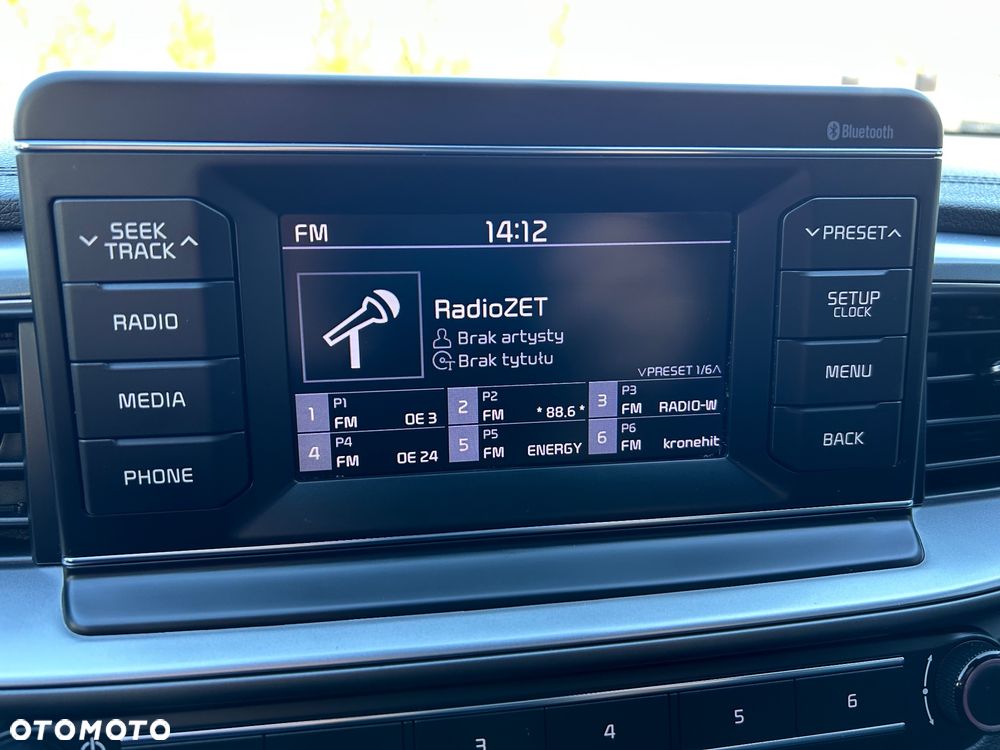 Bluetooth
SEEK
TRACK
RADIO
MEDIA
PHONE
FM 14:12
RadioZET
Brak artysty
Brak tytułu
PRESET 1/6
1 P1 FM OE 3
2 P2 FM * 88.6 *
3 P3 FM RADIO-W
4 P4 FM OE 24
5 P5 FM ENERGY
6 P6 FM kronehit
PRESET
SETUP
CLOCK
MENU
BACK
3 4 5 6
OTOMOTO